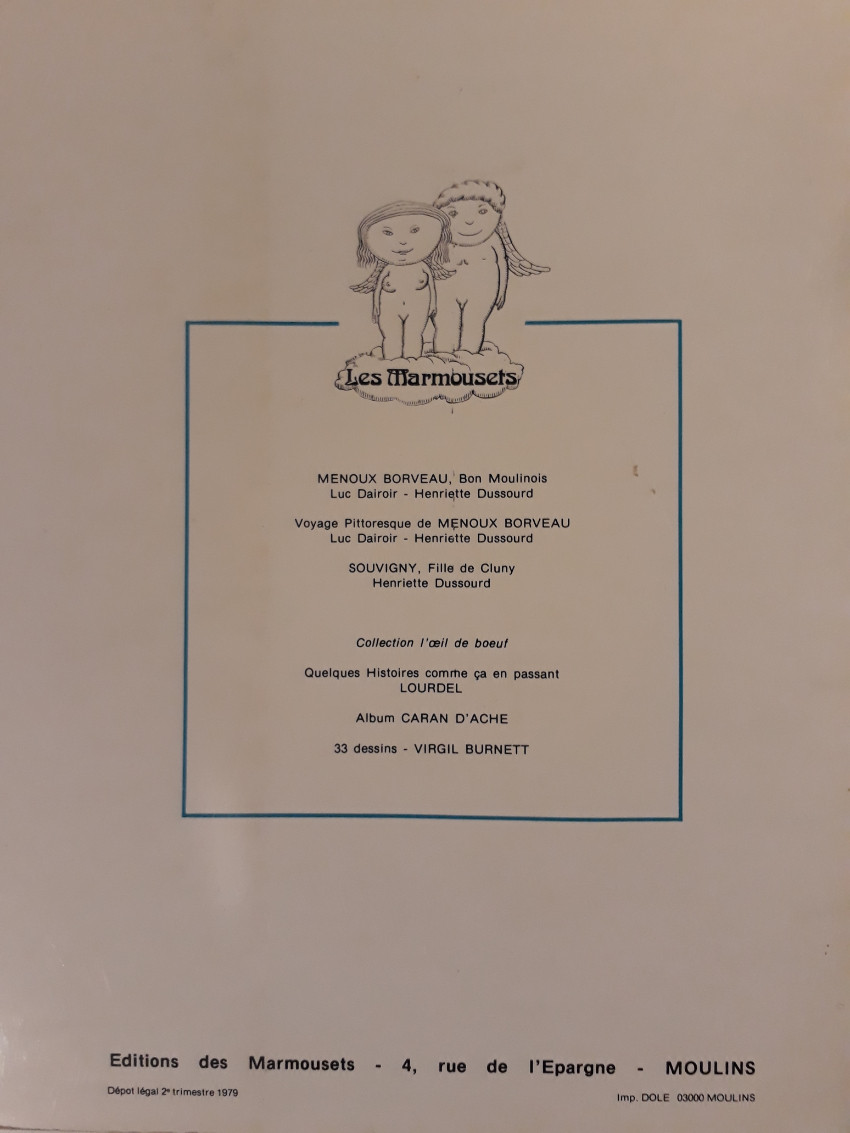 Les Marmousets
MENOUX BORVEAU, Bon Moulinois
Luc Dairoir - Henriette Dussourd
Voyage Pittoresque de MENOUX BORVEAU
Luc Dairoir - Henriette Dussourd
SOUVIGNY, Fille de Cluny
Henriette Dussourd
Collection l'œil de boeuf
Quelques Histoires comme ça en passant
LOURDEL
Album CARAN D'ACHE
33 dessins - VIRGIL BURNETT
Editions des Marmousets - 4, rue de l'Epargne - MOULINS
Dépot légal 2e trimestre 1979
Imp. DOLE 03000 MOULINS